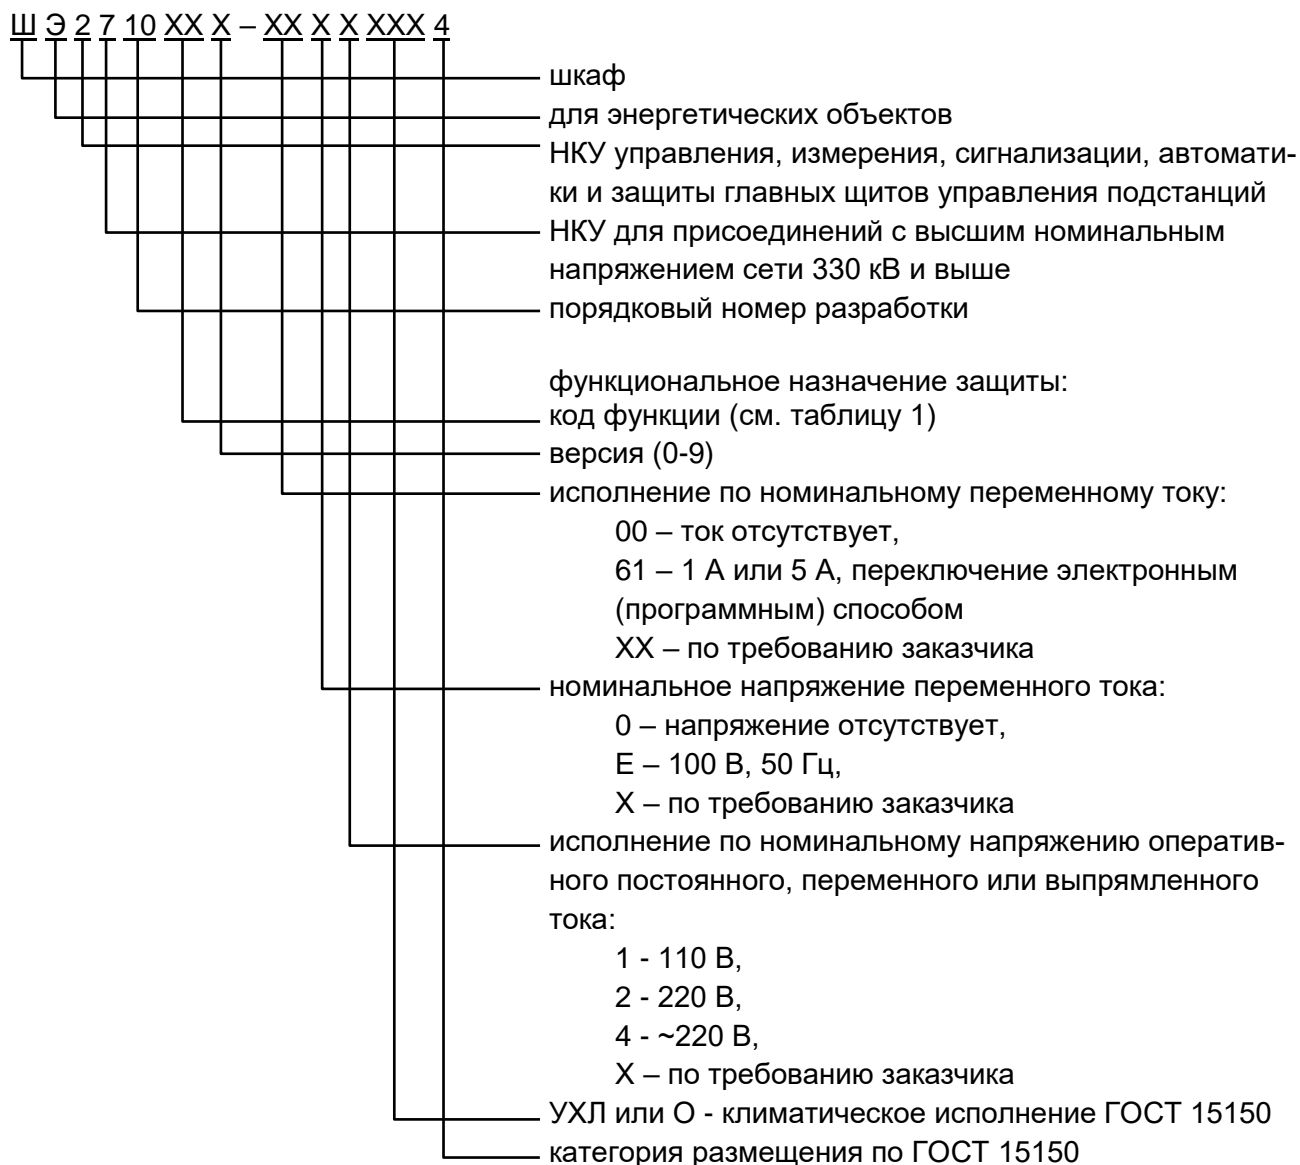 Ш Э 2 7 10 ХХ Х – ХХ Х Х ХХХ 4
шкаф
для энергетических объектов
НКУ управления, измерения, сигнализации, автомати-
ки и защиты главных щитов управления подстанций
НКУ для присоединений с высшим номинальным
напряжением сети 330 кВ и выше
порядковый номер разработки
функциональное назначение защиты:
код функции (см. таблицу 1)
версия (0-9)
исполнение по номинальному переменному току:
00 – ток отсутствует,
61 – 1 А или 5 А, переключение электронным
(программным) способом
ХХ – по требованию заказчика
номинальное напряжение переменного тока:
0 – напряжение отсутствует,
Е – 100 В, 50 Гц,
Х – по требованию заказчика
исполнение по номинальному напряжению оператив-
ного постоянного, переменного или выпрямленного
тока:
1 - 110 В,
2 - 220 В,
4 - ~220 В,
Х – по требованию заказчика
УХЛ или О - климатическое исполнение ГОСТ 15150
категория размещения по ГОСТ 15150